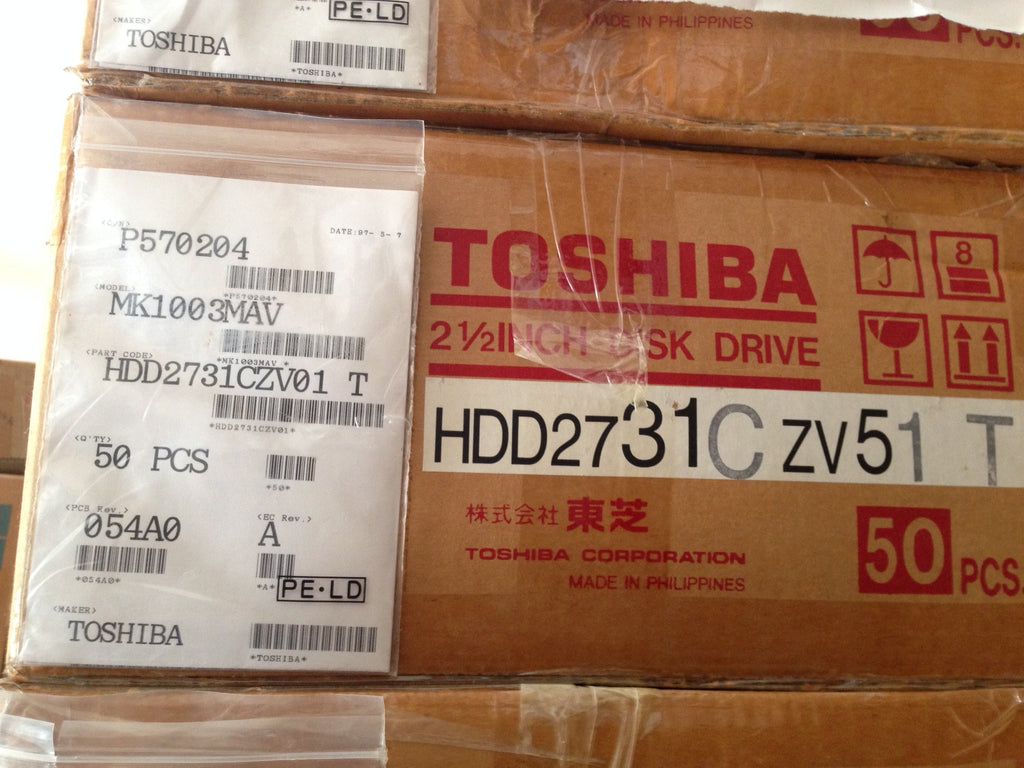 PE·LD
<MAKER>
*A*
TOSHIBA
*TOSHIBA*
MADE IN PHILIPPINES
PCS.
<C/N>
P570204
DATE:97- 5- 7
*P570204*
<MODEL>
MK1003MAV
*MK1003MAV *
<PART CODE>
HDD2731CZV01 T
*HDD2731CZV01*
<Q'TY>
50 PCS
*50*
<PCB Rev.>
054A0
*054A0*
<EC Rev.>
A
*A*
PE·LD
<MAKER>
TOSHIBA
*TOSHIBA*
TOSHIBA
2½INCH DISK DRIVE
8
HDD2731C ZV51 T
株式会社 東芝
TOSHIBA CORPORATION
MADE IN PHILIPPINES
50 PCS.